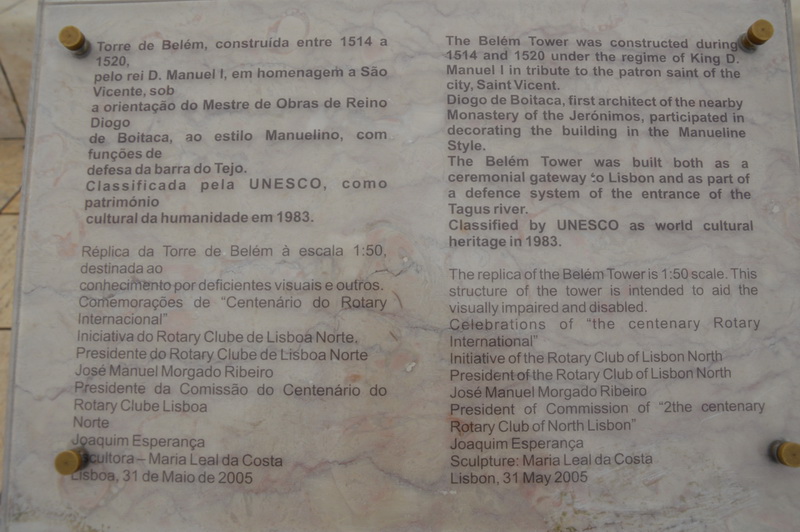 Torre de Belém, construída entre 1514 a
1520,
pelo rei D. Manuel I, em homenagem a São
Vicente, sob
a orientação do Mestre de Obras de Reino
Diogo
de Boitaca, ao estilo Manuelino, com
funções de
defesa da barra do Tejo.
Classificada pela UNESCO, como
património
cultural da humanidade em 1983.
Réplica da Torre de Belém à escala 1:50,
destinada ao
conhecimento por deficientes visuais e outros.
Comemorações de "Centenário do Rotary
Internacional"
Iniciativa do Rotary Clube de Lisboa Norte,
Presidente do Rotary Clube de Lisboa Norte
José Manuel Morgado Ribeiro
Presidente da Comissão do Centenário do
Rotary Clube Lisboa
Norte
Joaquim Esperança
– Maria Leal da Costa
Lisboa, 31 de Maio de 2005
The Belém Tower was constructed during
1514 and 1520 under the regime of King D.
Manuel I in tribute to the patron saint of the
city, Saint Vicent.
Diogo de Boitaca, first architect of the nearby
Monastery of the Jerónimos, participated in
decorating the building in the Manueline
Style.
The Belém Tower was built both as a
ceremonial gateway to Lisbon and as part of
a defence system of the entrance of the
Tagus river.
Classified by UNESCO as world cultural
heritage in 1983.
The replica of the Belém Tower is 1:50 scale. This
structure of the tower is intended to aid the
visually impaired and disabled.
Celebrations of "the centenary Rotary
International"
Initiative of the Rotary Club of Lisbon North
President of the Rotary Club of Lisbon North
José Manuel Morgado Ribeiro
President of Commission of "2the centenary
Rotary Club of North Lisbon"
Joaquim Esperança
Sculpture: Maria Leal da Costa
Lisbon, 31 May 2005